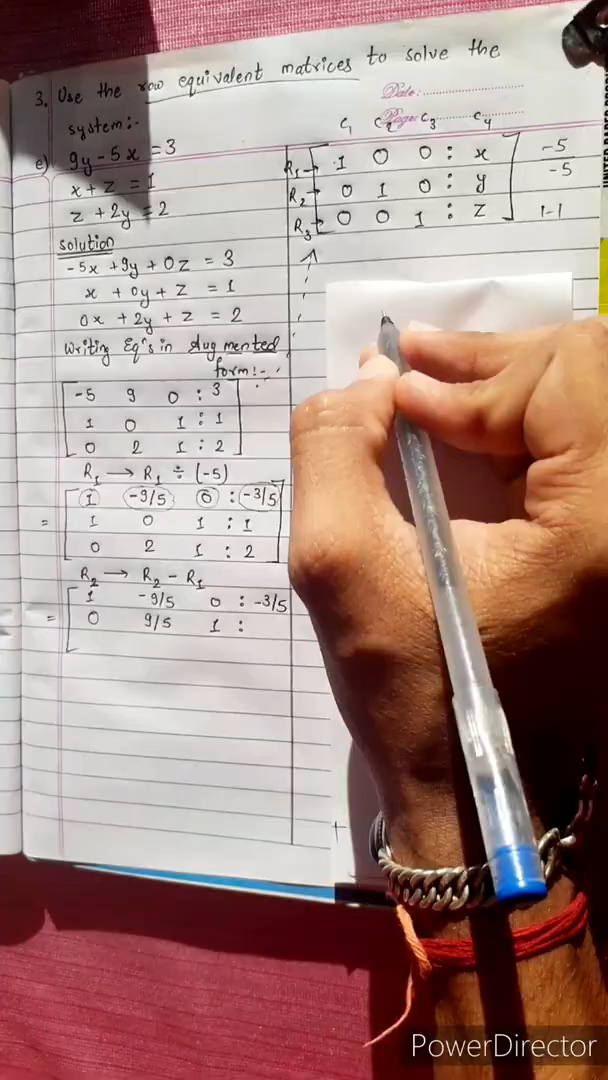 3. Use the row equivalent matrices to solve the
system:-
e) 9y - 5x = 3
x + z = 1
z + 2y = 2
solution
-5x + 9y + 0z = 3
x + 0y + z = 1
0x + 2y + z = 2
Writing Eqⁿs in Augmented
form:-
-5 9 0 : 3
1 0 1 : 1
0 2 1 : 2
R₁ → R₁ ÷ (-5)
1 -9/5 0 : -3/5
= 1 0 1 : 1
0 2 1 : 2
R₂ → R₂ - R₁
1 -9/5 0 : -3/5
= 0 9/5 1 :
Date:
Page:
C₁ C₂ C₃ C₄
R₁→ 1 0 0 : x
R₂→ 0 1 0 : y
R₃→ 0 0 1 : z
-5
-5
1-1
PowerDirector